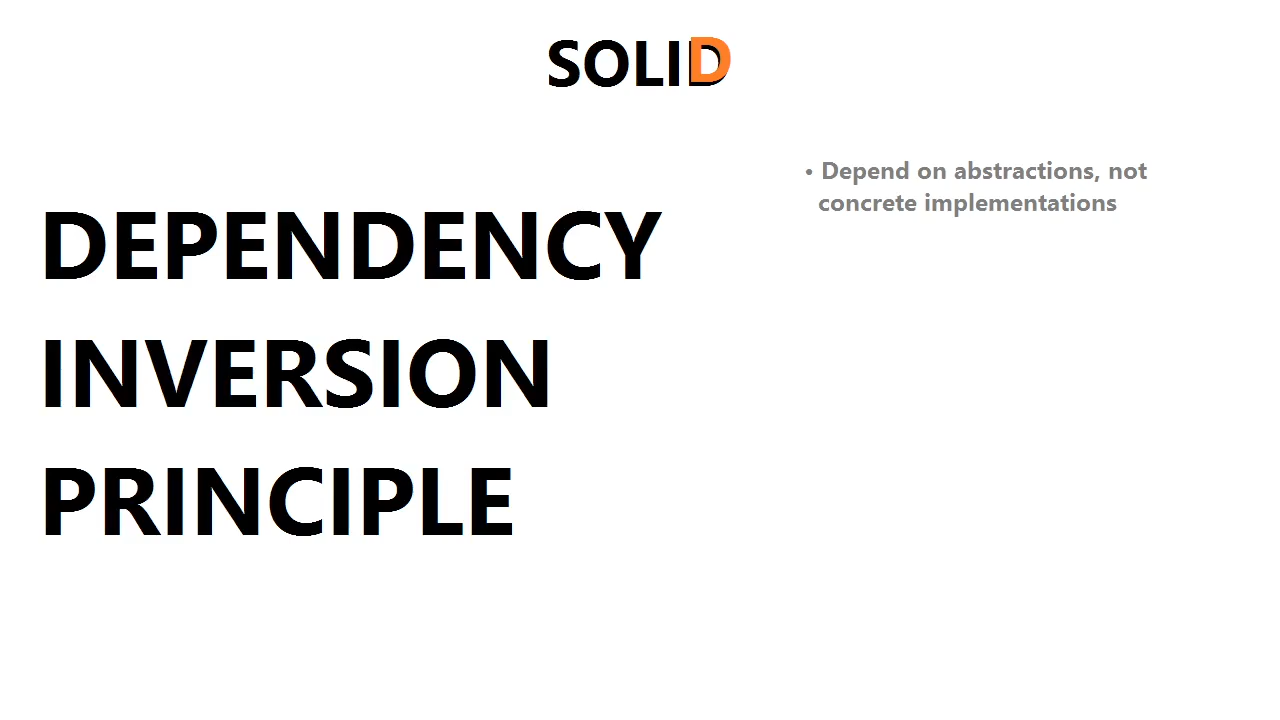 SOLID
DEPENDENCY
INVERSION
PRINCIPLE
• Depend on abstractions, not
concrete implementations